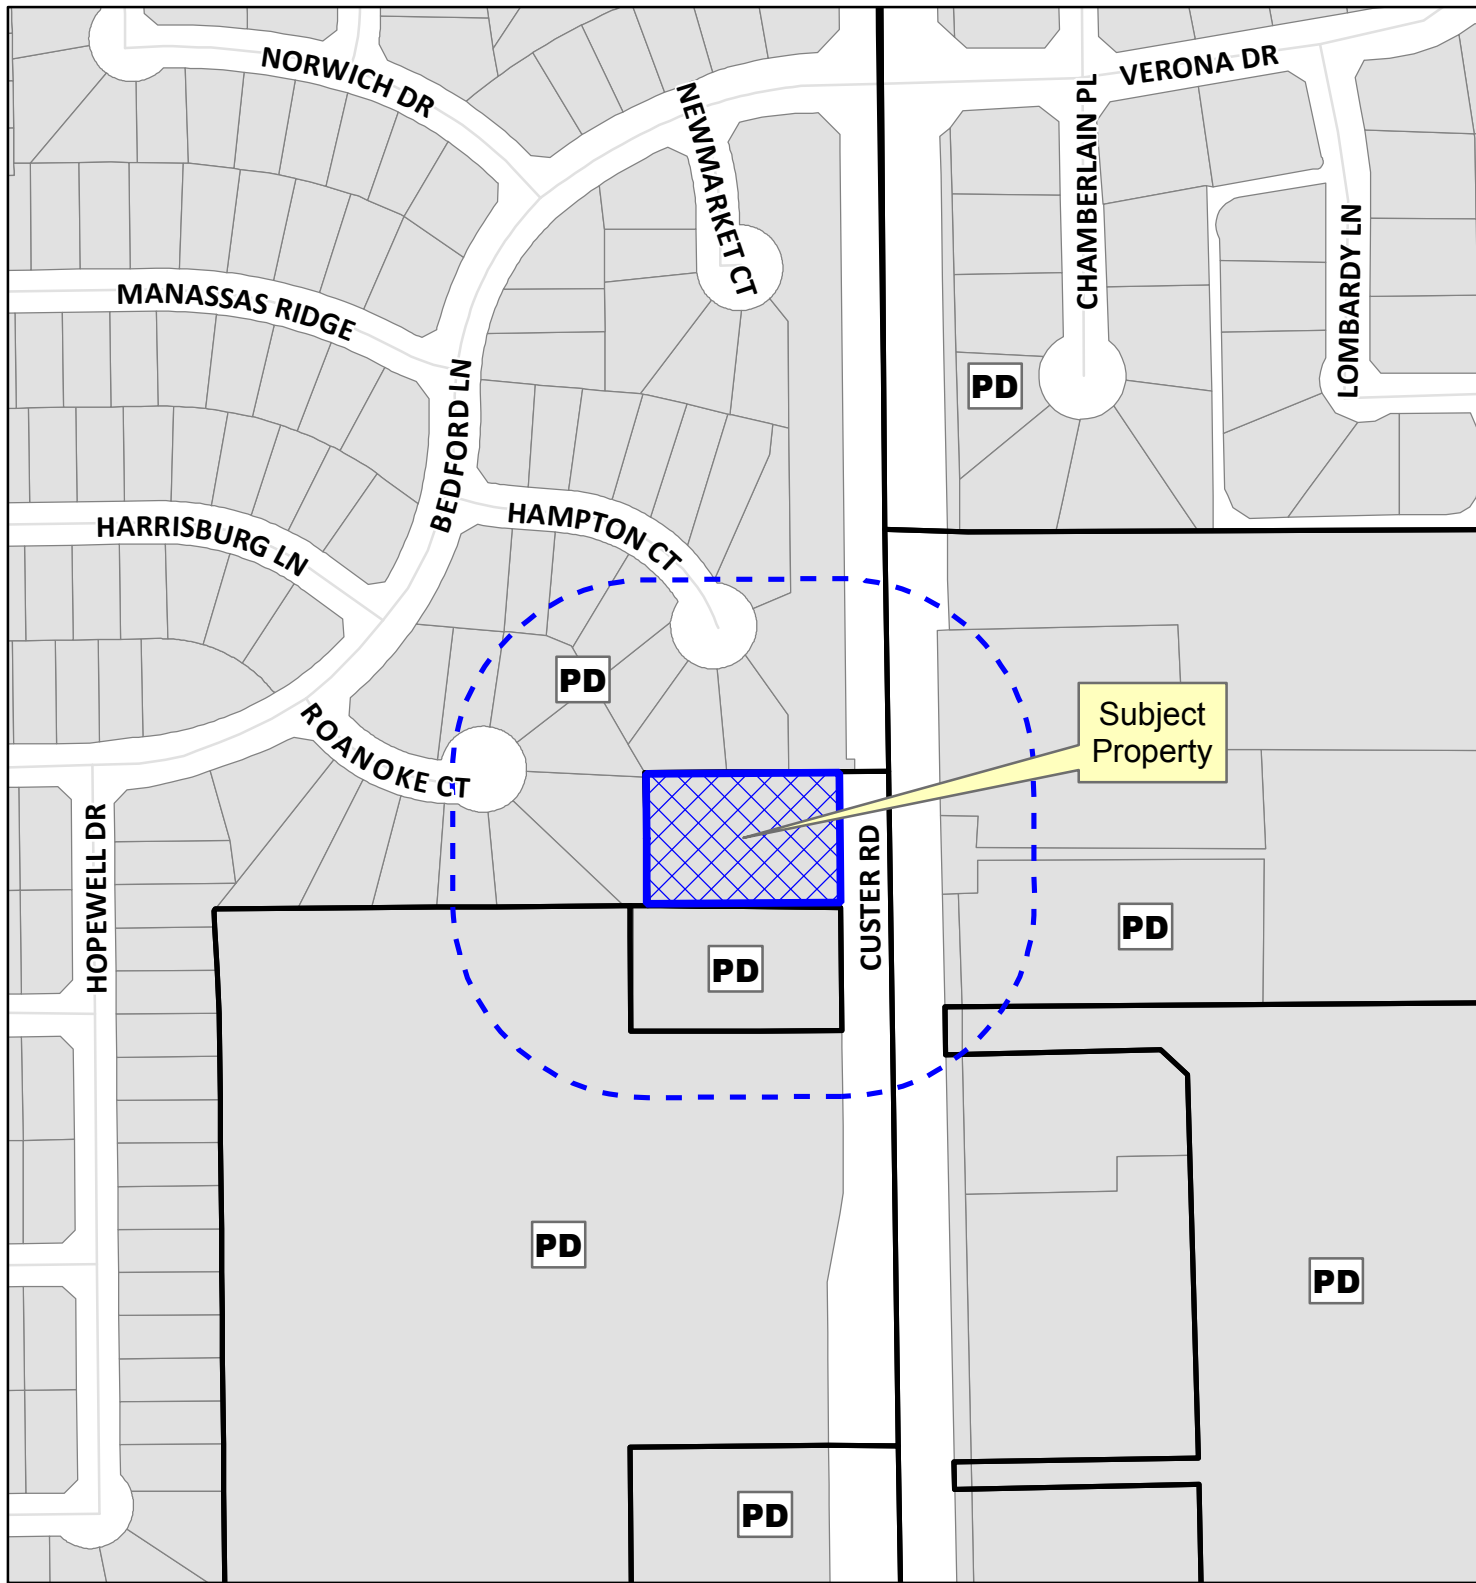 NORWICH DR
NEWMARKET CT
VERONA DR
CHAMBERLAIN PL
LOMBARDY LN
MANASSAS RIDGE
BEDFORD LN
PD
HARRISBURG LN
HAMPTON CT
PD
ROANOKE CT
Subject
Property
HOPEWELL DR
CUSTER RD
PD
PD
PD
PD
PD